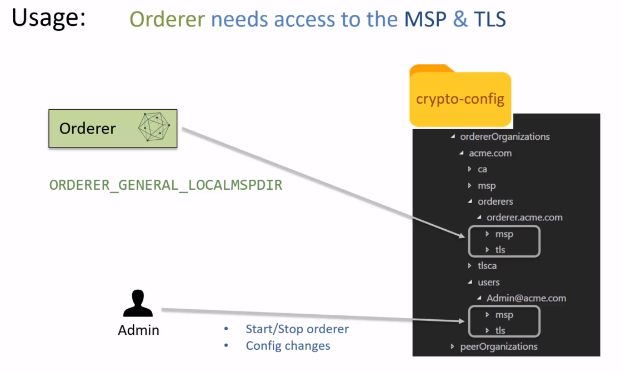 Usage: Orderer needs access to the MSP & TLS
crypto-config
Orderer
ORDERER_GENERAL_LOCALMSPDIR
ordererOrganizations
acme.com
ca
msp
orderers
orderer.acme.com
msp
tls
tlsca
users
Admin@acme.com
msp
tls
peerOrganizations
Admin
• Start/Stop orderer
• Config changes